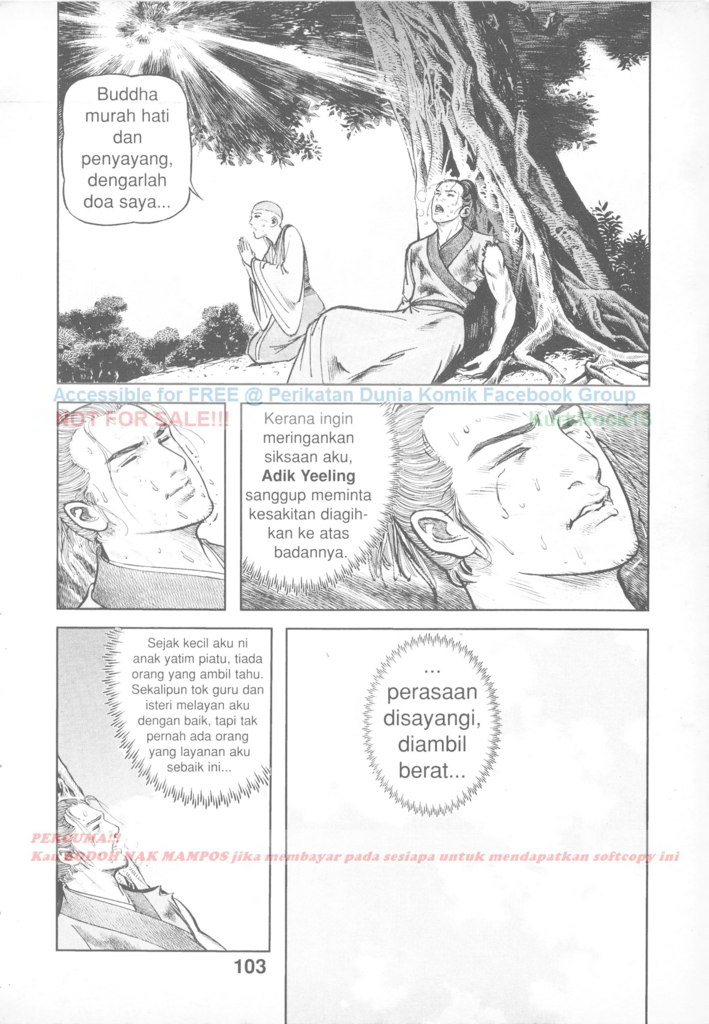 Buddha
murah hati
dan
penyayang,
dengarlah
doa saya...
Accessible for FREE @ Perikatan Dunia Komik Facebook Group
NOT FOR SALE!!!
Kerana ingin
meringankan
siksaan aku,
Adik Yeeling
sanggup meminta
kesakitan diagih-
kan ke atas
badannya.
Sejak kecil aku ni
anak yatim piatu, tiada
orang yang ambil tahu.
Sekalipun tok guru dan
isteri melayan aku
dengan baik, tapi tak
pernah ada orang
yang layanan aku
sebaik ini...
...
perasaan
disayangi,
diambil
berat...
PERCUMA!!!
Kau BODOH NAK MAMPOS jika membayar pada sesiapa untuk mendapatkan softcopy ini
103